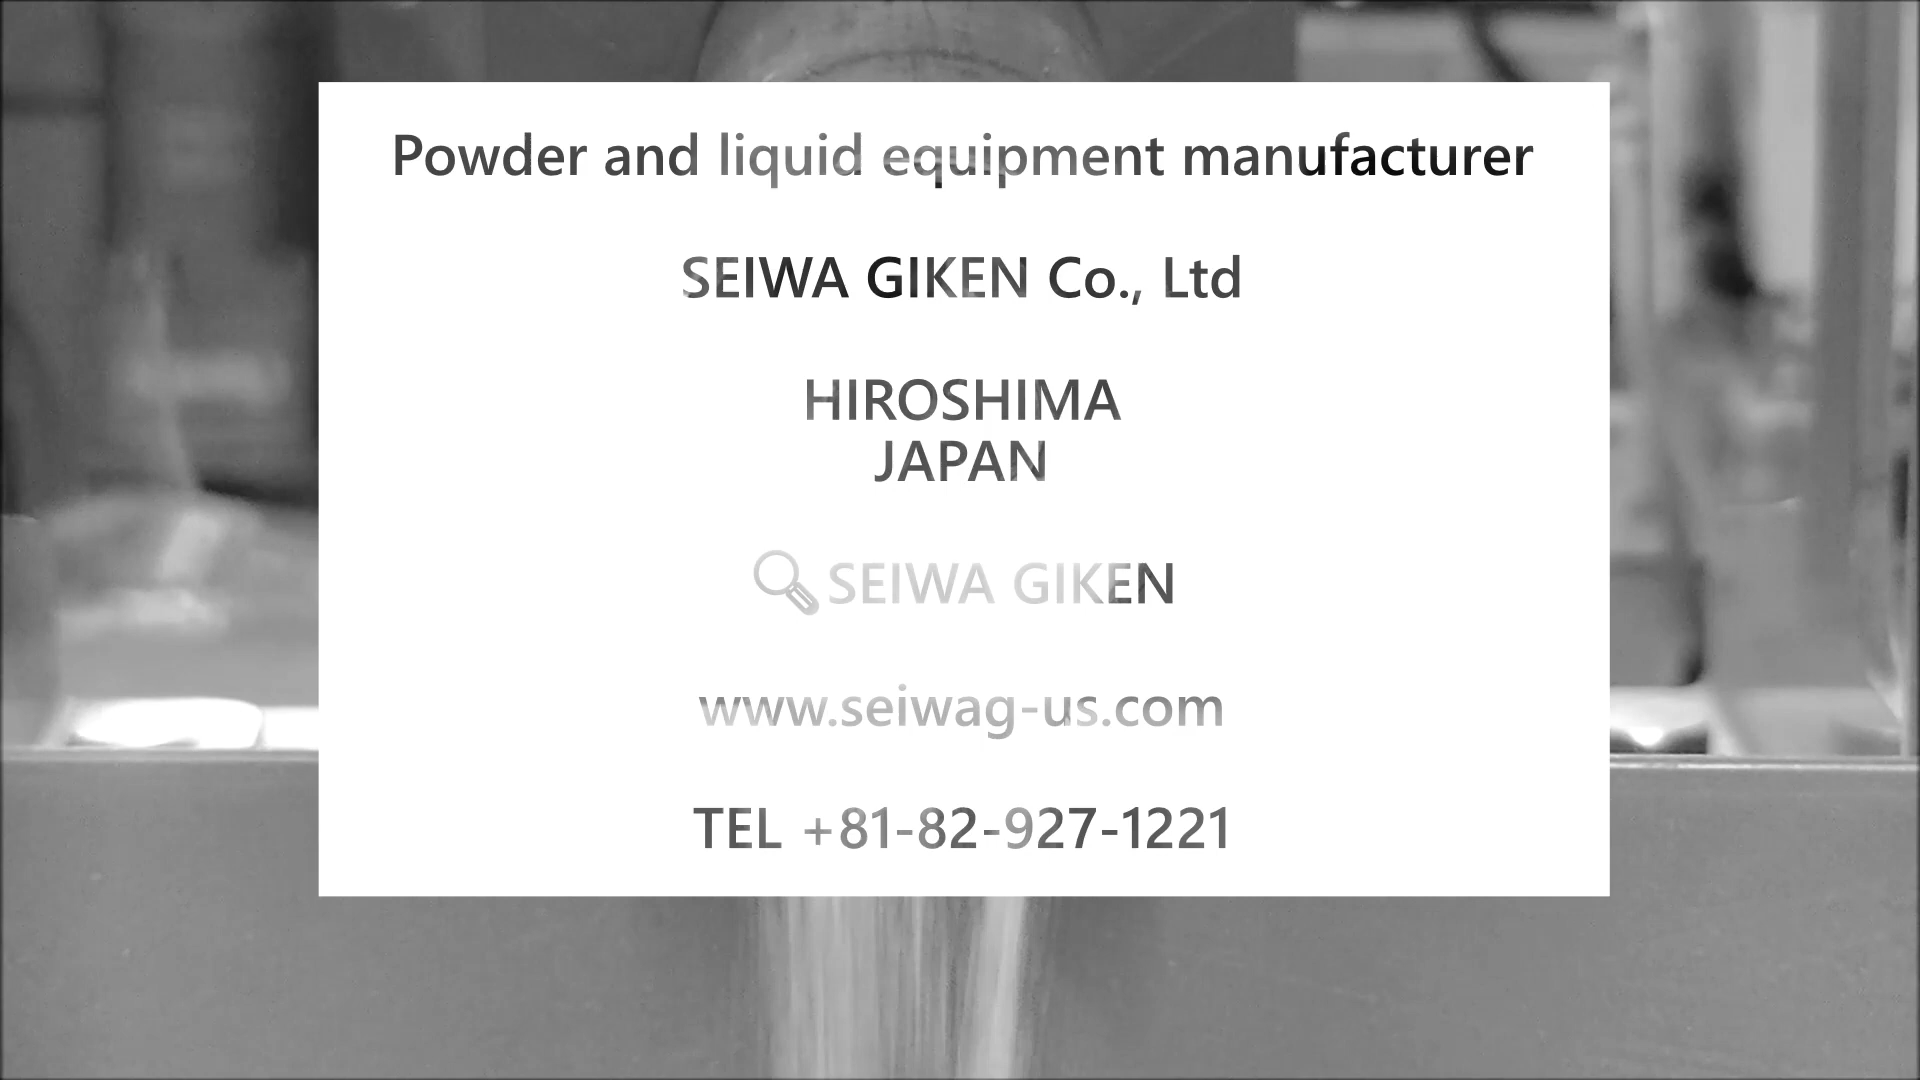 Powder and liquid equipment manufacturer
SEIWA GIKEN Co., Ltd
HIROSHIMA
JAPAN
SEIWA GIKEN
www.seiwag-us.com
TEL +81-82-927-1221